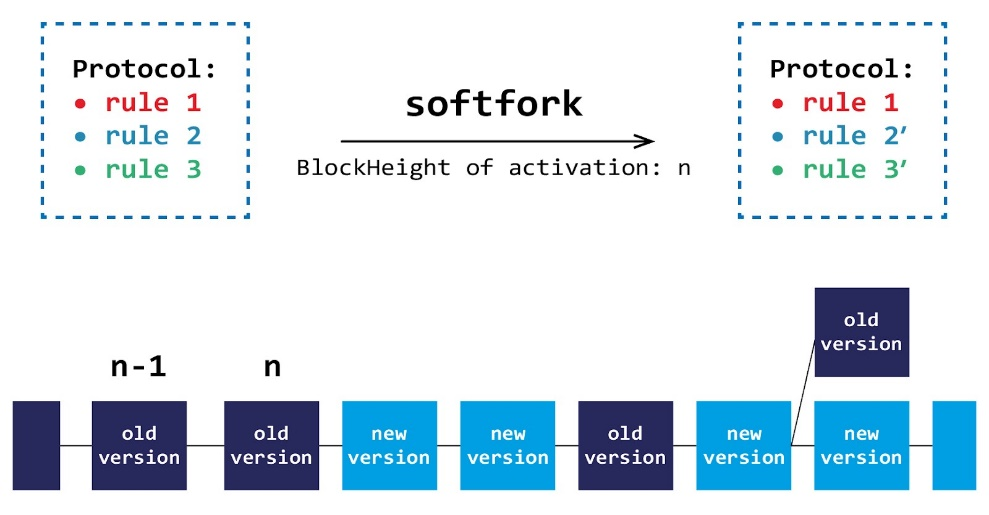 Protocol:
• rule 1
• rule 2
• rule 3
softfork
BlockHeight of activation: n
Protocol:
• rule 1
• rule 2′
• rule 3′
n-1
n
old
version
old
version
new
version
new
version
old
version
new
version
old
version
new
version